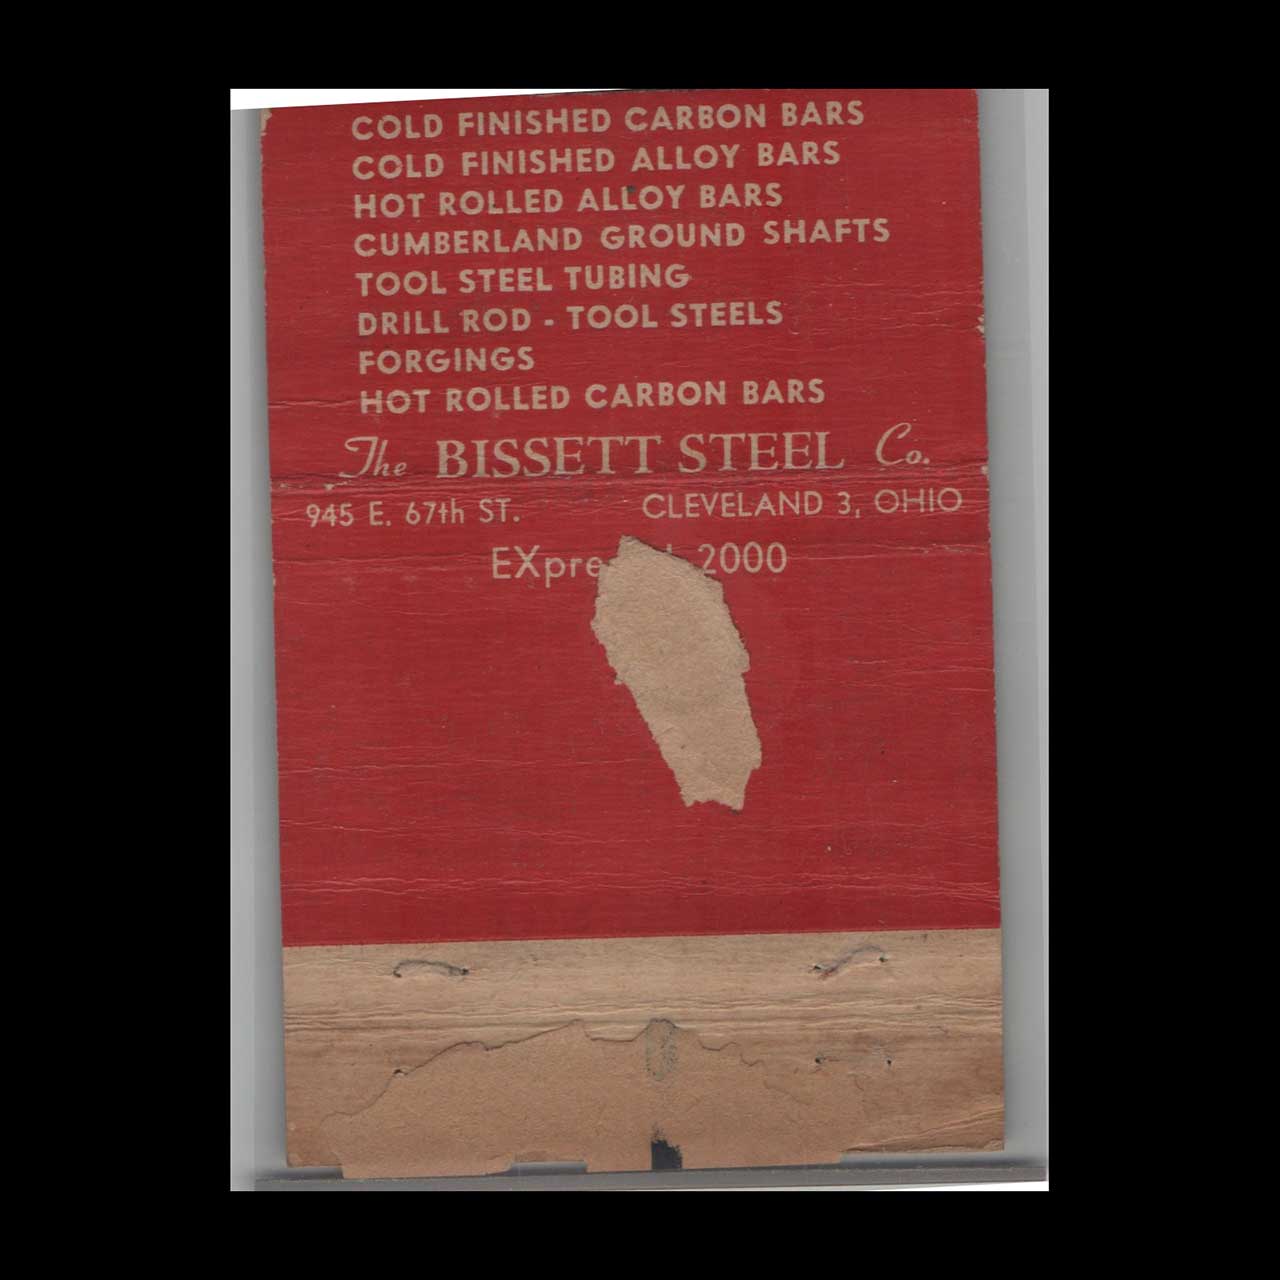 COLD FINISHED CARBON BARS
COLD FINISHED ALLOY BARS
HOT ROLLED ALLOY BARS
CUMBERLAND GROUND SHAFTS
TOOL STEEL TUBING
DRILL ROD - TOOL STEELS
FORGINGS
HOT ROLLED CARBON BARS
The BISSETT STEEL Co.
945 E. 67th ST. CLEVELAND 3, OHIO
2000